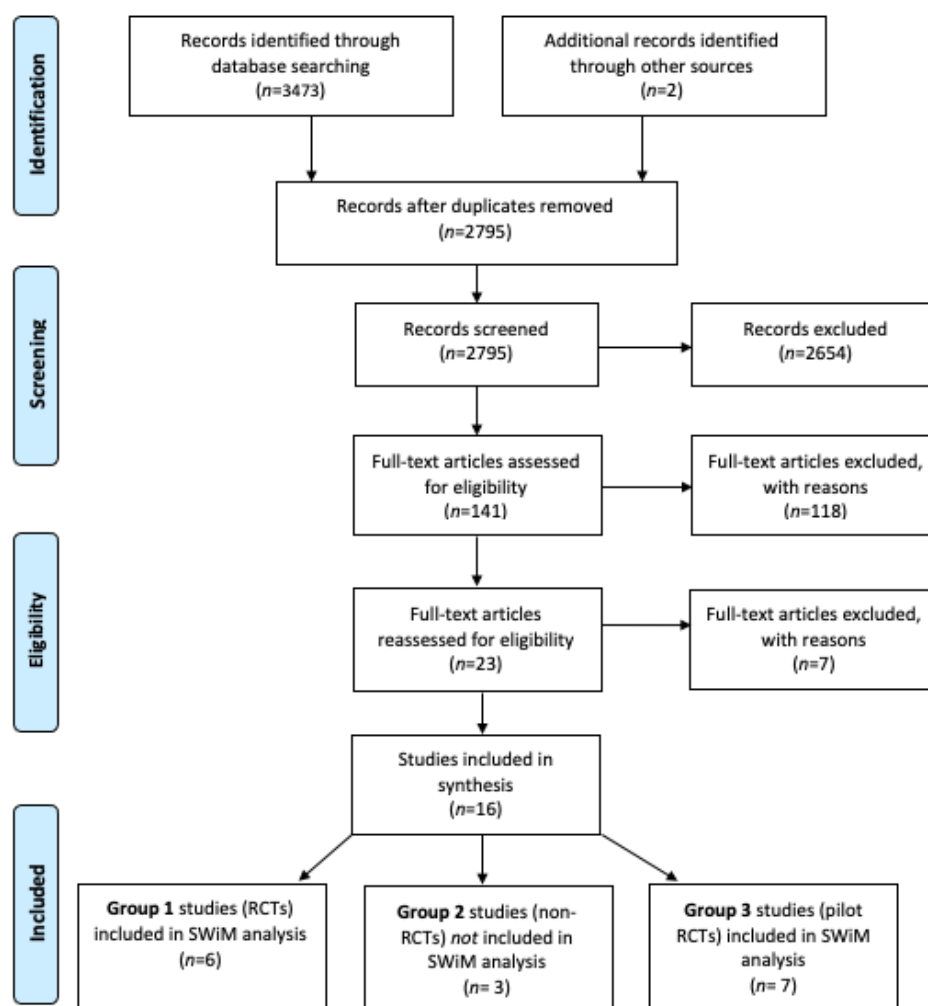 Identification
Records identified through
database searching
(n=3473)
Additional records identified
through other sources
(n=2)
Records after duplicates removed
(n=2795)
Screening
Records screened
(n=2795)
Records excluded
(n=2654)
Full-text articles assessed
for eligibility
(n=141)
Full-text articles excluded,
with reasons
(n=118)
Eligibility
Full-text articles
reassessed for eligibility
(n=23)
Full-text articles excluded,
with reasons
(n=7)
Included
Studies included in
synthesis
(n=16)
Group 1 studies (RCTs)
included in SWiM analysis
(n=6)
Group 2 studies (non-
RCTs) not included in
SWiM analysis
(n= 3)
Group 3 studies (pilot
RCTs) included in SWiM
analysis
(n= 7)